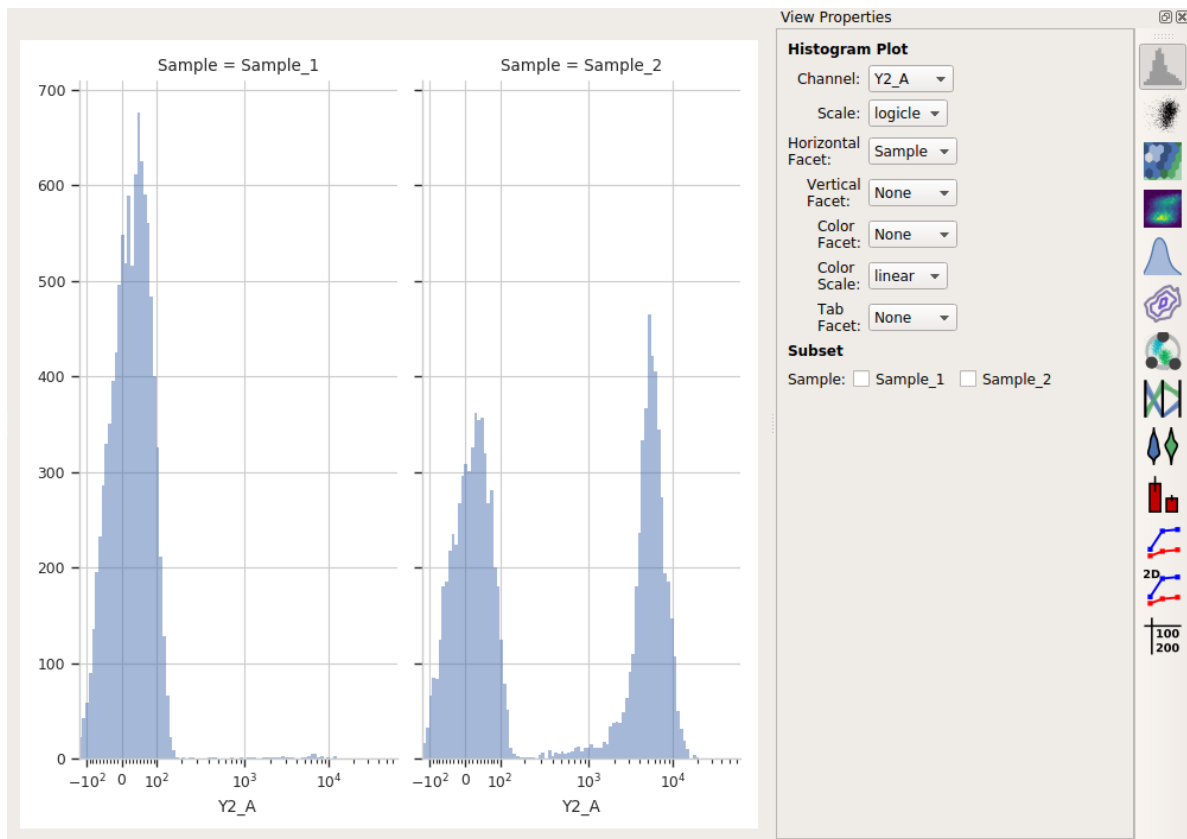 View Properties
Sample = Sample_1
Sample = Sample_2
700
600
500
400
300
200
100
0
−10² 0 10² 10³ 10⁴
Y2_A
−10² 0 10² 10³ 10⁴
Y2_A
Histogram Plot
Channel: Y2_A
Scale: logicle
Horizontal
Facet: Sample
Vertical
Facet: None
Color
Facet: None
Color
Scale: linear
Tab
Facet: None
Subset
Sample: Sample_1 Sample_2
2D
100
200